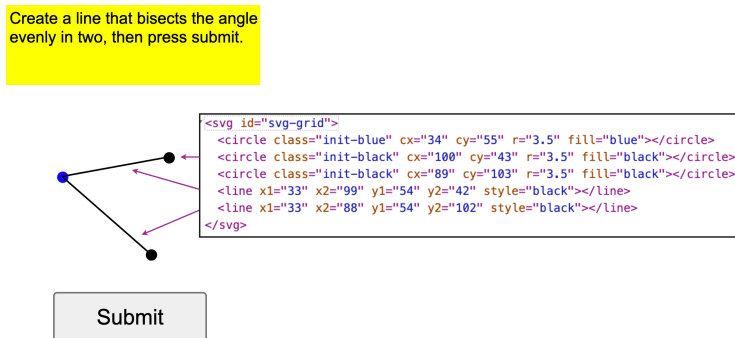 Create a line that bisects the angle
evenly in two, then press submit.
<svg id="svg-grid">
<circle class="init-blue" cx="34" cy="55" r="3.5" fill="blue"></circle>
<circle class="init-black" cx="100" cy="43" r="3.5" fill="black"></circle>
<circle class="init-black" cx="89" cy="103" r="3.5" fill="black"></circle>
<line x1="33" x2="99" y1="54" y2="42" style="black"></line>
<line x1="33" x2="88" y1="54" y2="102" style="black"></line>
</svg>
Submit